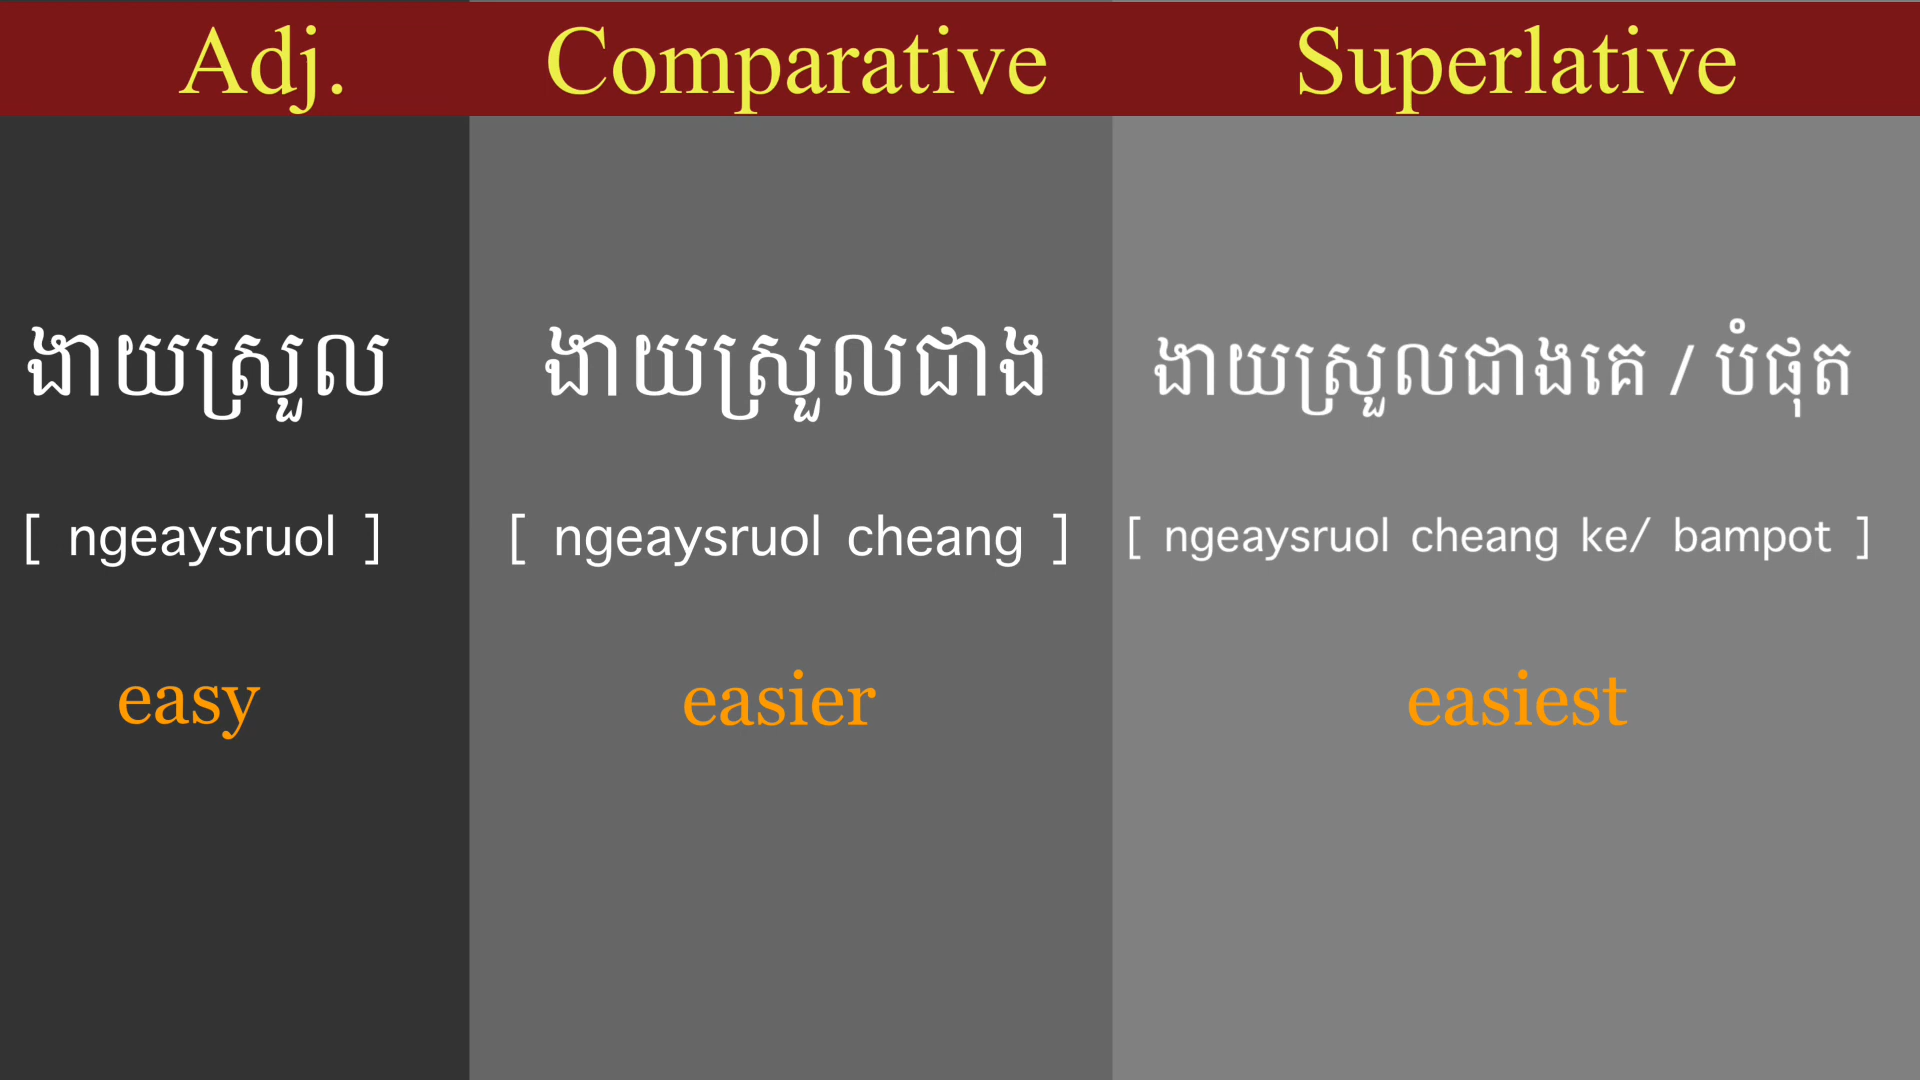 Adj. Comparative Superlative
ងាយស្រួល ងាយស្រួលជាង ងាយស្រួលជាងគេ / បំផុត
[ ngeaysruol ] [ ngeaysruol cheang ] [ ngeaysruol cheang ke/ bampot ]
easy easier easiest